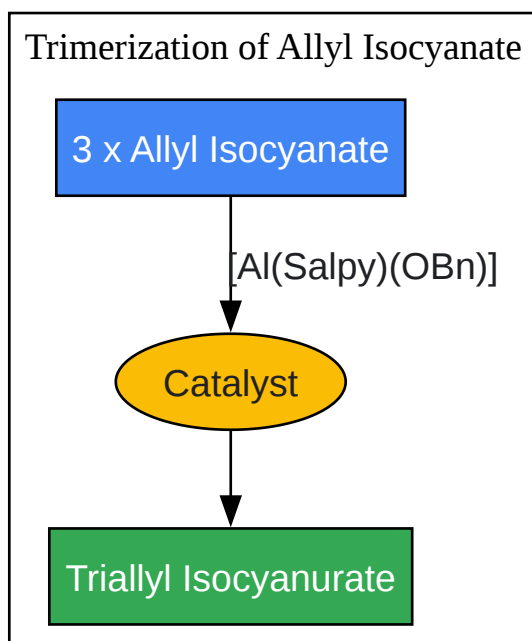 Trimerization of Allyl Isocyanate
3 x Allyl Isocyanate
[Al(Salpy)(OBn)]
Catalyst
Triallyl Isocyanurate